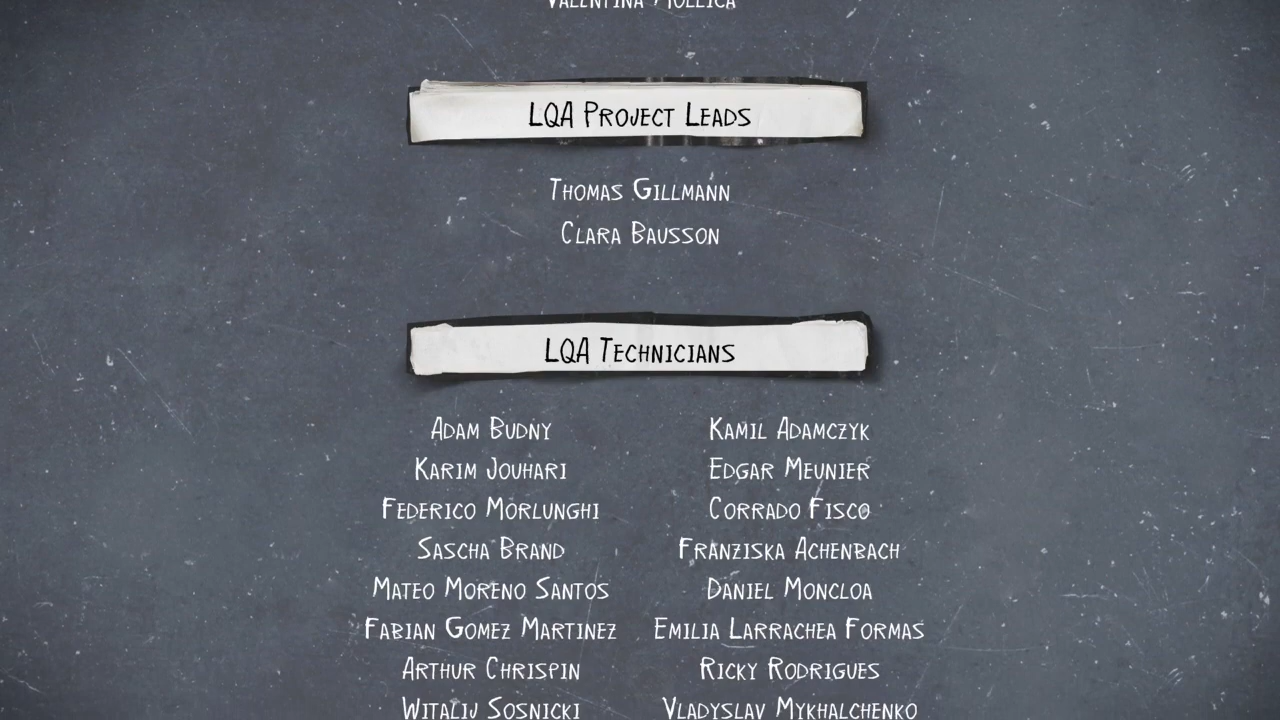 Valentina Mollica
LQA Project Leads
Thomas Gillmann
Clara Bausson
LQA Technicians
Adam Budny Kamil Adamczyk
Karim Jouhari Edgar Meunier
Federico Morlunghi Corrado Fisco
Sascha Brand Franziska Achenbach
Mateo Moreno Santos Daniel Moncloa
Fabian Gomez Martinez Emilia Larrachea Formas
Arthur Chrispin Ricky Rodrigues
Witalij Sosnicki Vladyslav Mykhalchenko